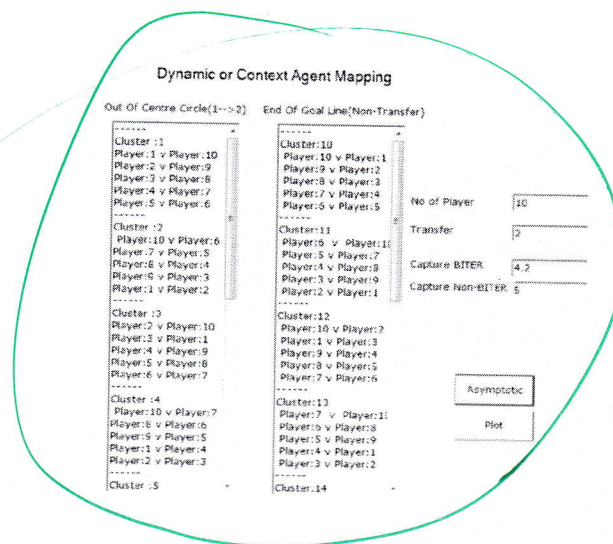 Dynamic or Context Agent Mapping
Out Of Centre Circle(1-->2)
------
Cluster :1
Player:1 v Player:10
Player:2 v Player:9
Player:3 v Player:8
Player:4 v Player:7
Player:5 v Player:6
------
Cluster :2
Player:10 v Player:6
Player:7 v Player:5
Player:8 v Player:4
Player:9 v Player:3
Player:1 v Player:2
------
Cluster :3
Player:2 v Player:10
Player:3 v Player:1
Player:4 v Player:9
Player:5 v Player:8
Player:6 v Player:7
------
Cluster :4
Player:10 v Player:7
Player:8 v Player:6
Player:9 v Player:5
Player:1 v Player:4
Player:2 v Player:3
------
Cluster :5
End Of Goal Line(Non-Transfer)
------
Cluster:10
Player:10 v Player:1
Player:9 v Player:2
Player:8 v Player:3
Player:7 v Player:4
Player:6 v Player:5
------
Cluster:11
Player:6 v Player:1
Player:5 v Player:7
Player:4 v Player:8
Player:3 v Player:9
Player:2 v Player:1
------
Cluster:12
Player:10 v Player:2
Player:1 v Player:3
Player:9 v Player:4
Player:8 v Player:5
Player:7 v Player:6
------
Cluster:13
Player:7 v Player:1
Player:6 v Player:8
Player:5 v Player:9
Player:4 v Player:1
Player:3 v Player:2
------
Cluster:14
No of Player 10
Transfer 2
Capture BITER 4.2
Capture Non-BITER 5
Asymptotic
Plot